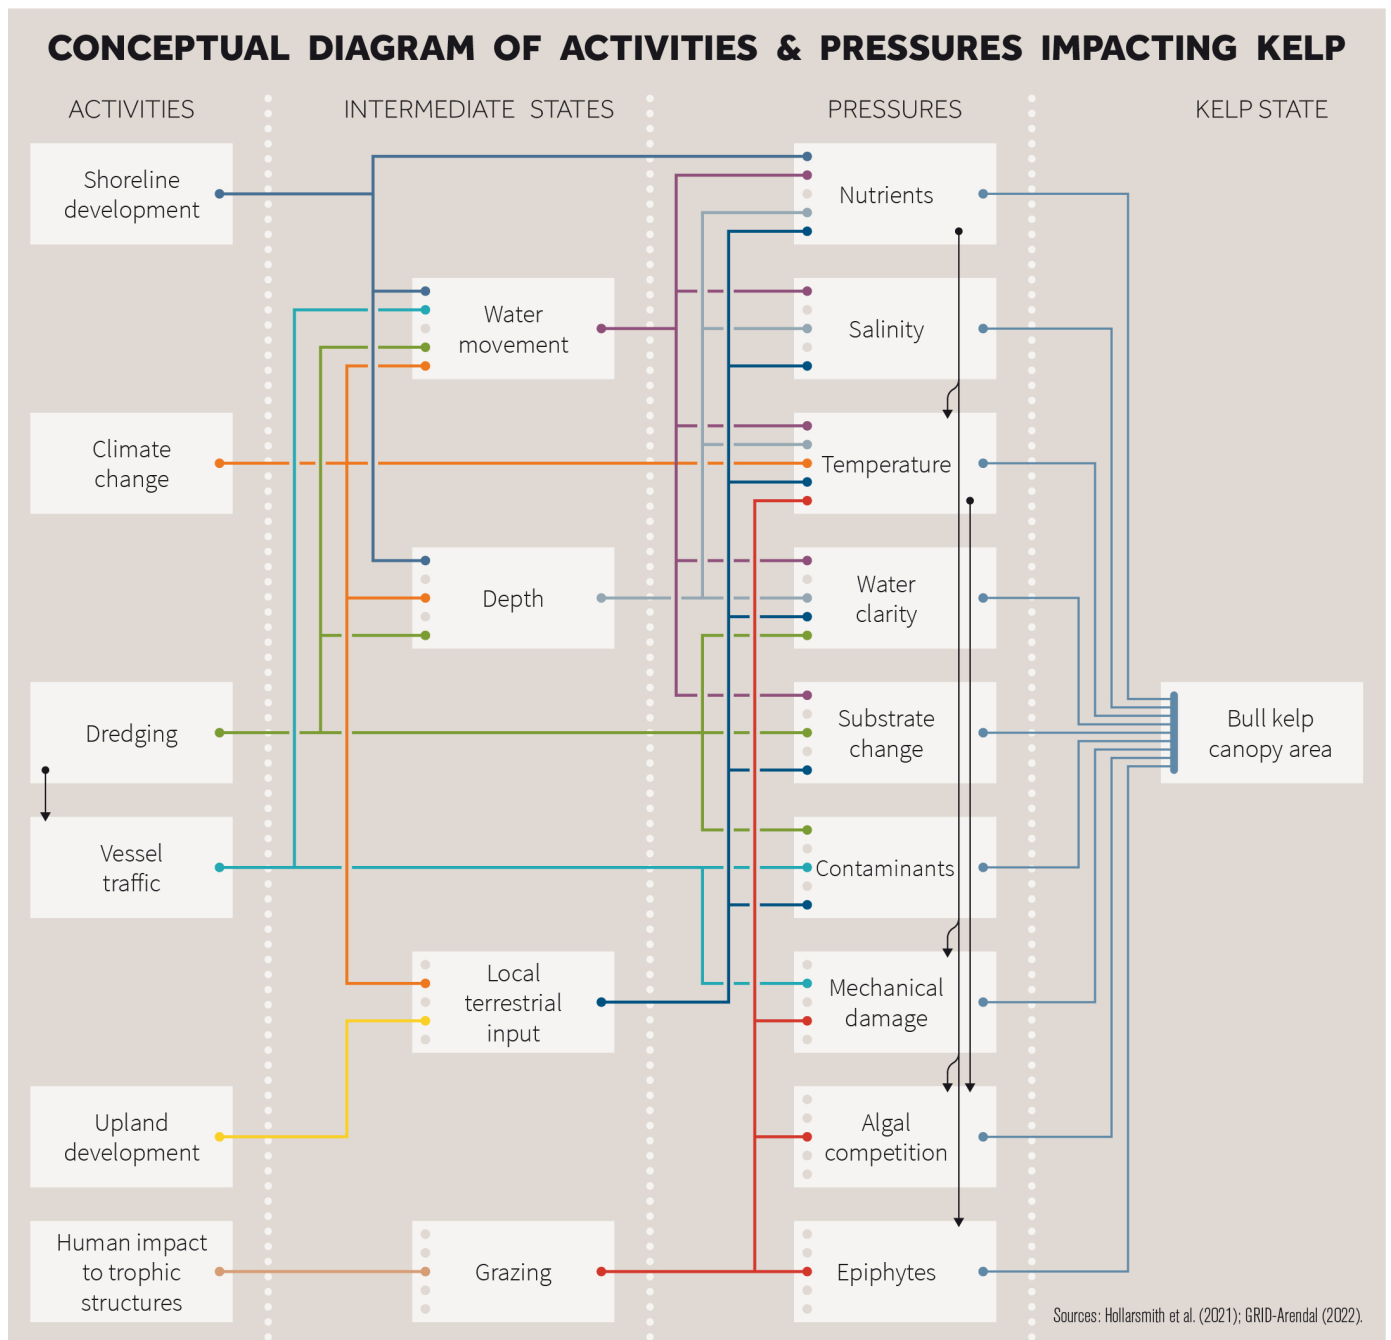 CONCEPTUAL DIAGRAM OF ACTIVITIES & PRESSURES IMPACTING KELP
ACTIVITIES
INTERMEDIATE STATES
PRESSURES
KELP STATE
Shoreline
development
Climate
change
Dredging
Vessel
traffic
Upland
development
Human impact
to trophic
structures
Water
movement
Depth
Local
terrestrial
input
Grazing
Nutrients
Salinity
Temperature
Water
clarity
Substrate
change
Contaminants
Mechanical
damage
Algal
competition
Epiphytes
Bull kelp
canopy area
Sources: Hollarsmith et al. (2021); GRID-Arendal (2022).